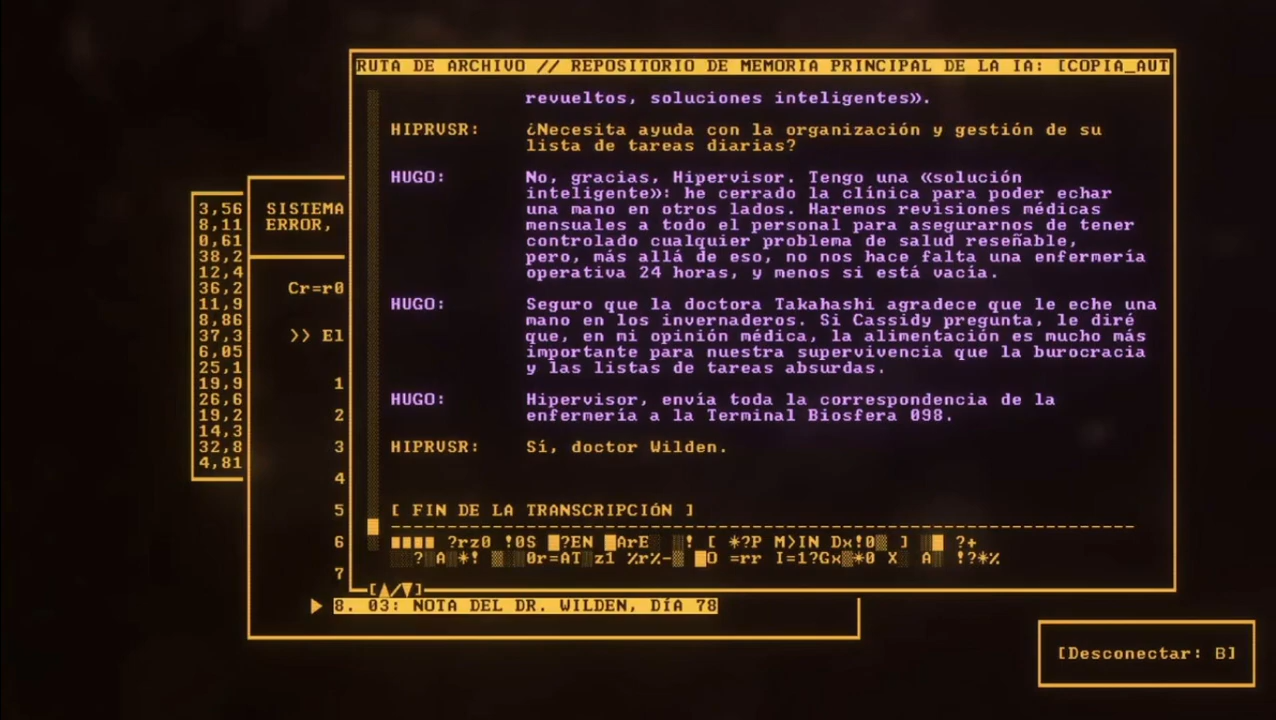 RUTA DE ARCHIVO // REPOSITORIO DE MEMORIA PRINCIPAL DE LA IA: [COPIA_AUT
revueltos, soluciones inteligentes».
HIPRVSR: ¿Necesita ayuda con la organización y gestión de su
lista de tareas diarias?
HUGO: No, gracias, Hipervisor. Tengo una «solución
inteligente»: he cerrado la clínica para poder echar
una mano en otros lados. Haremos revisiones médicas
mensuales a todo el personal para asegurarnos de tener
controlado cualquier problema de salud reseñable,
pero, más allá de eso, no nos hace falta una enfermería
operativa 24 horas, y menos si está vacía.
HUGO: Seguro que la doctora Takahashi agradece que le eche una
mano en los invernaderos. Si Cassidy pregunta, le diré
que, en mi opinión médica, la alimentación es mucho más
importante para nuestra supervivencia que la burocracia
y las listas de tareas absurdas.
HUGO: Hipervisor, envía toda la correspondencia de la
enfermería a la Terminal Biosfera 098.
HIPRVSR: Sí, doctor Wilden.
[ FIN DE LA TRANSCRIPCIÓN ]
[▲/▼]
3,56
8,11
0,61
38,2
12,4
36,2
11,9
8,86
37,3
6,05
25,1
19,9
26,6
19,2
14,3
32,8
4,81
SISTEMA
ERROR,
Cr=r0
>> El
1
2
3
4
5
6
7
8. 03: NOTA DEL DR. WILDEN, DÍA 78
[Desconectar: B]